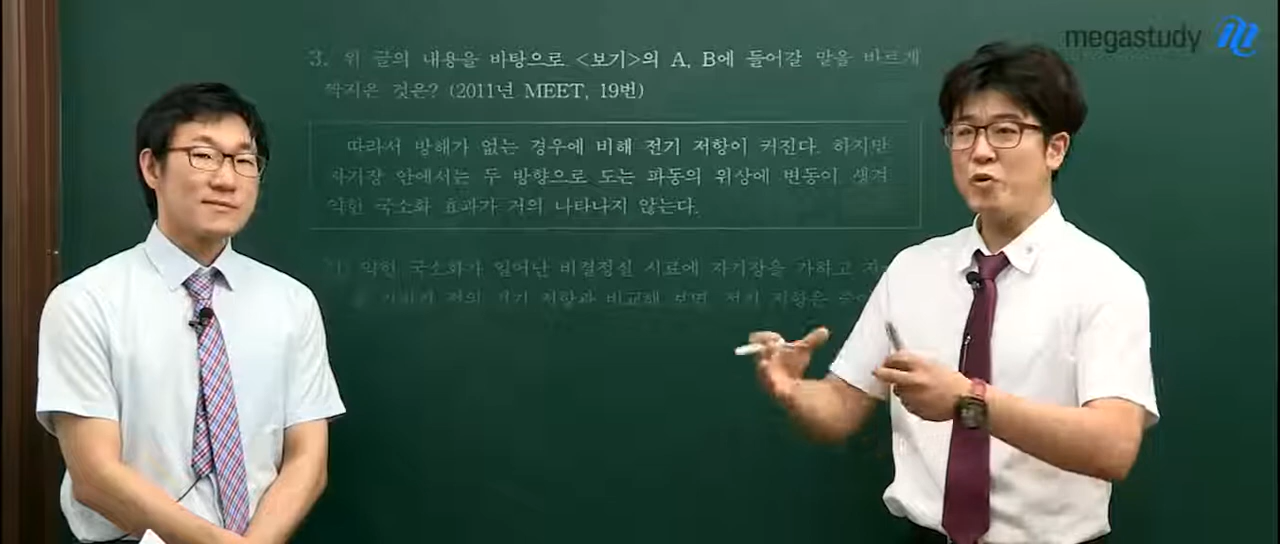 megastudy
3. 위 글의 내용을 바탕으로 <보기>의 A, B에 들어갈 말을 바르게
짝지은 것은? (2011년 MEET, 19번)
따라서 방해가 없는 경우에 비해 전기 저항이 커진다. 하지만
자기장 안에서는 두 방향으로 도는 파동의 위상에 변동이 생겨
약한 국소화 효과가 거의 나타나지 않는다.
약한 국소화가 일어난 비결정질 시료에 자기장을 가하고
전기 저항과 비교해 보면, 전기 저항은